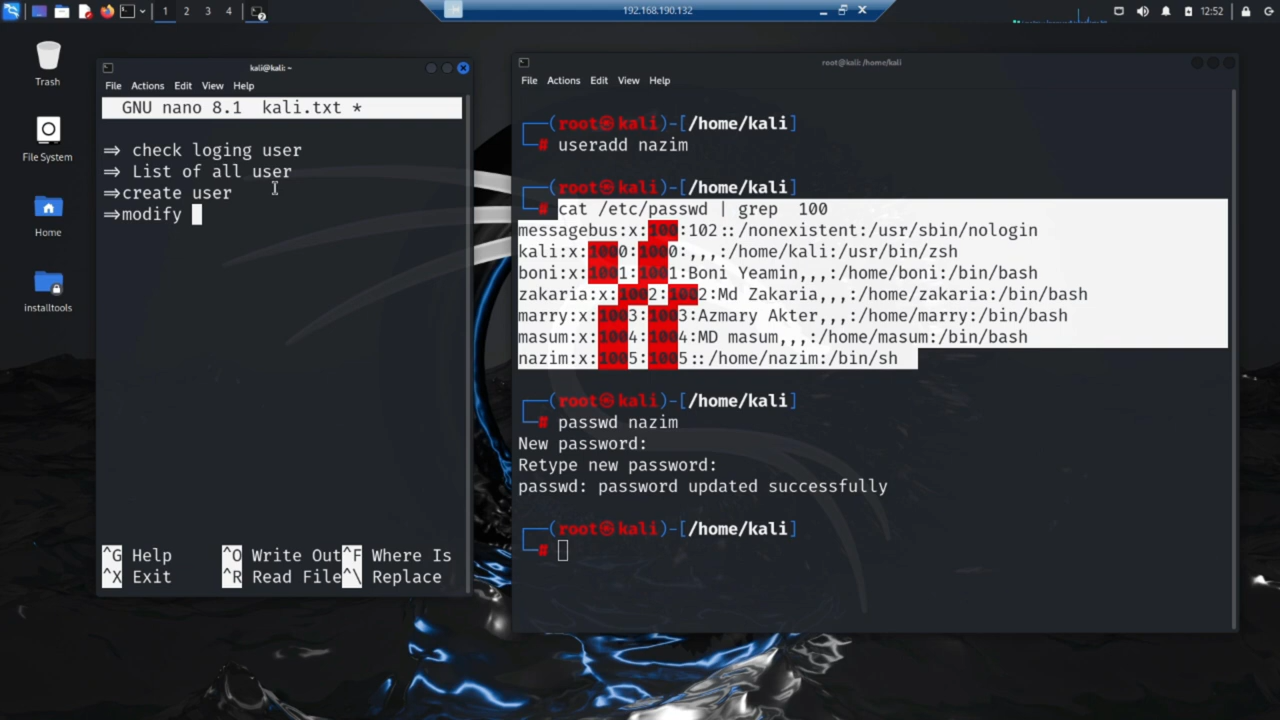 1 2 3 4
192.168.190.132
12:52
Trash
File System
Home
installtools
kali@kali: ~
File Actions Edit View Help
GNU nano 8.1 kali.txt *
=> check loging user
=> List of all user
=>create user
=>modify
^G Help ^O Write Out ^F Where Is
^X Exit ^R Read File ^\ Replace
root@kali: /home/kali
File Actions Edit View Help
(root㉿kali)-[/home/kali]
# useradd nazim
(root㉿kali)-[/home/kali]
# cat /etc/passwd | grep  100
messagebus:x:100:102::/nonexistent:/usr/sbin/nologin
kali:x:1000:1000:,,,:/home/kali:/usr/bin/zsh
boni:x:1001:1001:Boni Yeamin,,,:/home/boni:/bin/bash
zakaria:x:1002:1002:Md Zakaria,,,:/home/zakaria:/bin/bash
marry:x:1003:1003:Azmary Akter,,,:/home/marry:/bin/bash
masum:x:1004:1004:MD masum,,,:/home/masum:/bin/bash
nazim:x:1005:1005::/home/nazim:/bin/sh
(root㉿kali)-[/home/kali]
# passwd nazim
New password:
Retype new password:
passwd: password updated successfully
(root㉿kali)-[/home/kali]
#